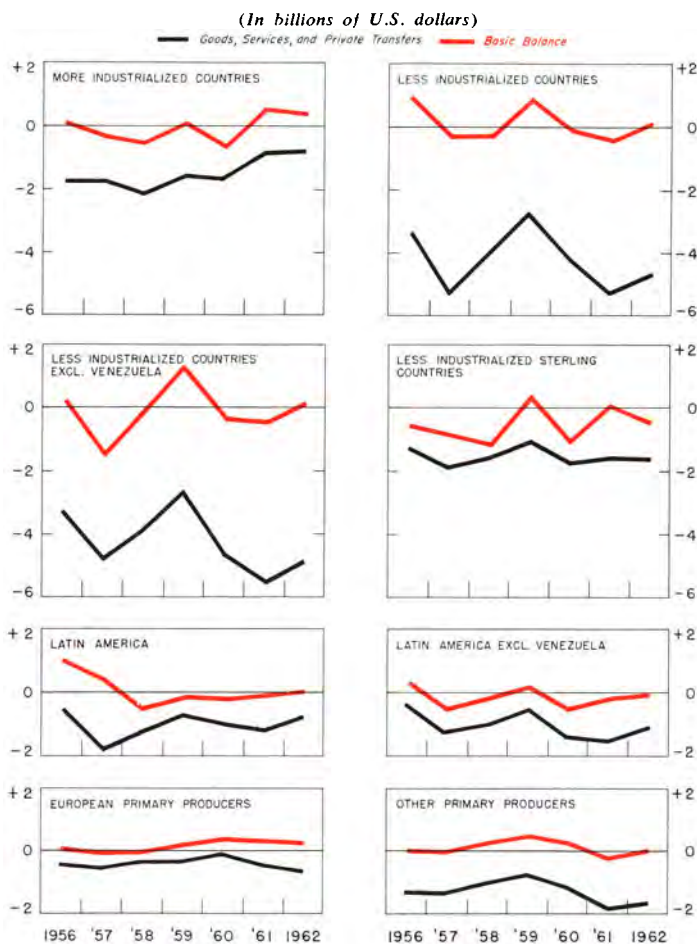 (In billions of U.S. dollars)
Goods, Services, and Private Transfers Basic Balance
+2 MORE INDUSTRIALIZED COUNTRIES
0
-2
-4
-6
LESS INDUSTRIALIZED COUNTRIES +2
0
-2
-4
-6
+2 LESS INDUSTRIALIZED COUNTRIES
EXCL. VENEZUELA
0
-2
-4
-6
LESS INDUSTRIALIZED STERLING +2
COUNTRIES
0
-2
-4
-6
+2 LATIN AMERICA
0
-2
LATIN AMERICA EXCL. VENEZUELA +2
0
-2
+2 EUROPEAN PRIMARY PRODUCERS
0
-2
1956 '57 '58 '59 '60 '61 1962
OTHER PRIMARY PRODUCERS +2
0
-2
1956 '57 '58 '59 '60 '61 1962